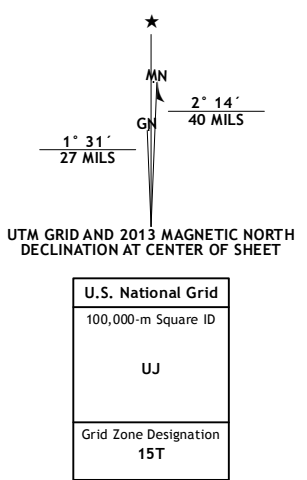 ★
MN
2° 14´
40 MILS
GN
1° 31´
27 MILS
UTM GRID AND 2013 MAGNETIC NORTH
DECLINATION AT CENTER OF SHEET
U.S. National Grid
100,000-m Square ID
UJ
Grid Zone Designation
15T